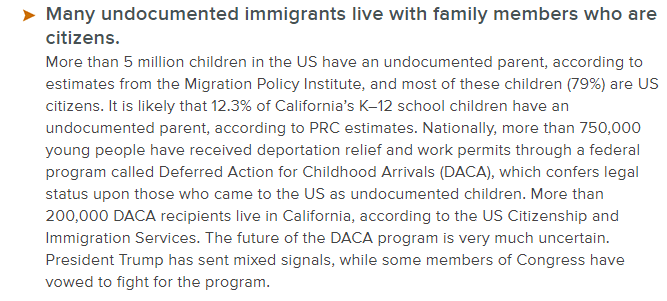 Many undocumented immigrants live with family members who are
citizens.
More than 5 million children in the US have an undocumented parent, according to
estimates from the Migration Policy Institute, and most of these children (79%) are US
citizens. It is likely that 12.3% of California's K–12 school children have an
undocumented parent, according to PRC estimates. Nationally, more than 750,000
young people have received deportation relief and work permits through a federal
program called Deferred Action for Childhood Arrivals (DACA), which confers legal
status upon those who came to the US as undocumented children. More than
200,000 DACA recipients live in California, according to the US Citizenship and
Immigration Services. The future of the DACA program is very much uncertain.
President Trump has sent mixed signals, while some members of Congress have
vowed to fight for the program.